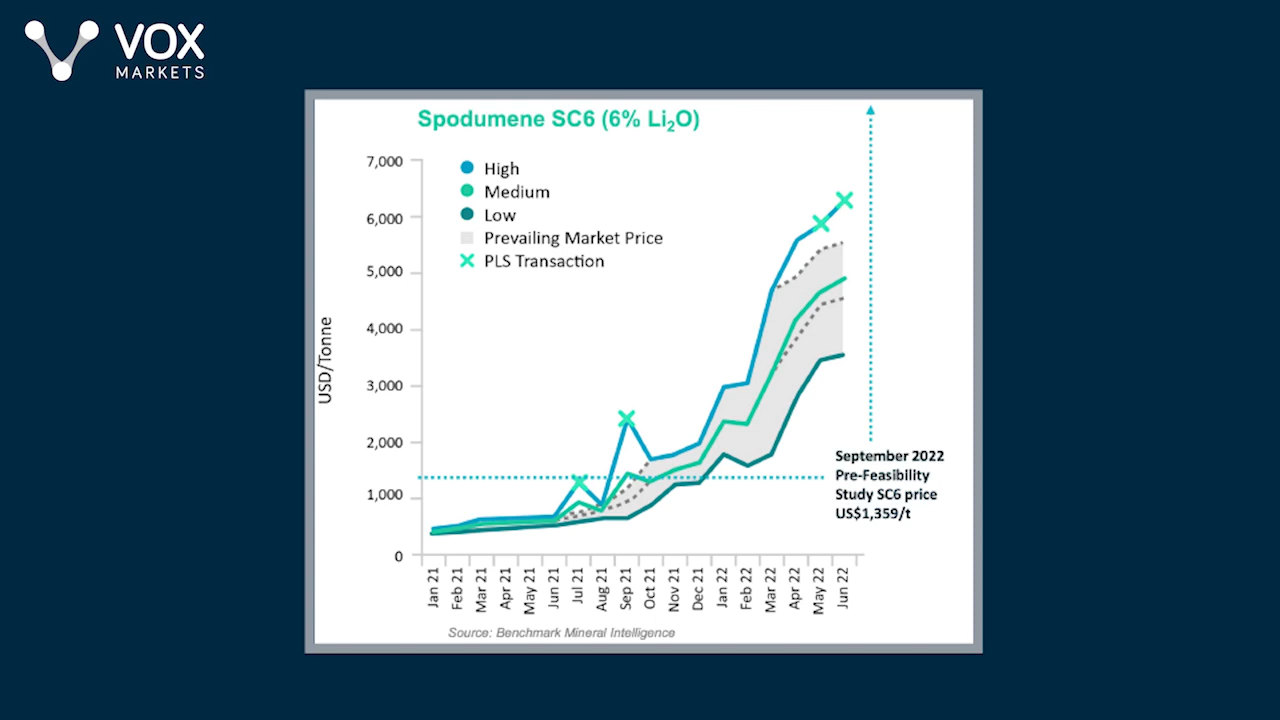 VOX
MARKETS
Spodumene SC6 (6% Li₂O)
High
Medium
Low
Prevailing Market Price
PLS Transaction
USD/Tonne
7,000
6,000
5,000
4,000
3,000
2,000
1,000
0
September 2022
Pre-Feasibility
Study SC6 price
US$1,359/t
Jan 21
Feb 21
Mar 21
Apr 21
May 21
Jun 21
Jul 21
Aug 21
Sep 21
Oct 21
Nov 21
Dec 21
Jan 22
Feb 22
Mar 22
Apr 22
May 22
Jun 22
Source: Benchmark Mineral Intelligence